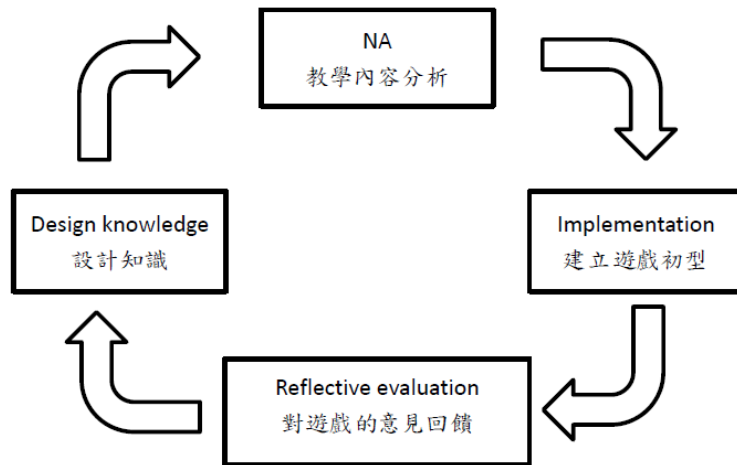 NA
教學內容分析
Design knowledge
設計知識
Implementation
建立遊戲初型
Reflective evaluation
對遊戲的意見回饋